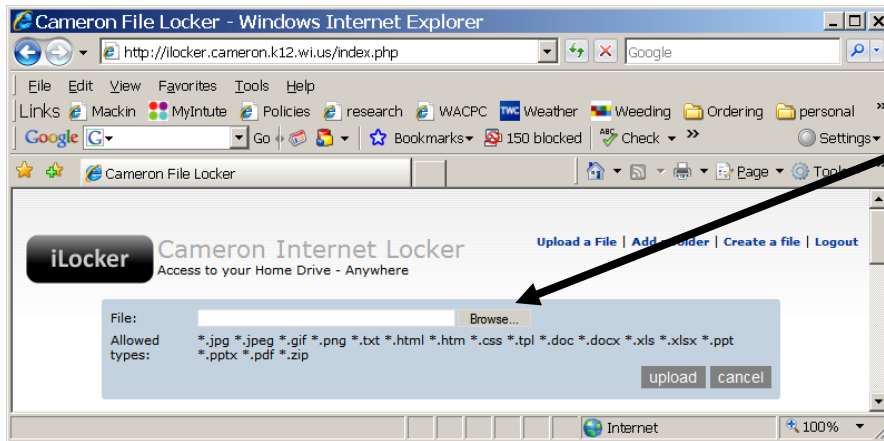 Cameron File Locker - Windows Internet Explorer
http://ilocker.cameron.k12.wi.us/index.php Google
File Edit View Favorites Tools Help
Links Mackin MyIntute Policies research WACPC TWC Weather Weeding Ordering personal »
Google G Go Bookmarks 150 blocked ABC Check » Settings
Cameron File Locker Page Tools »
iLocker Cameron Internet Locker Upload a File | Add a Folder | Create a file | Logout
Access to your Home Drive - Anywhere
File: Browse...
Allowed types: *.jpg *.jpeg *.gif *.png *.txt *.html *.htm *.css *.tpl *.doc *.docx *.xls *.xlsx *.ppt
*.pptx *.pdf *.zip
upload cancel
Internet 100%